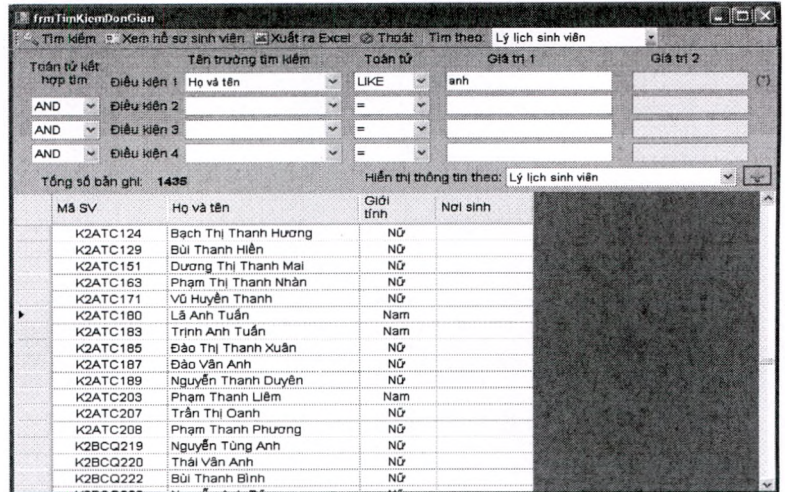 frmTimKiemDonGian
Tìm kiếm Xem hồ sơ sinh viên Xuất ra Excel Thoát Tìm theo: Lý lịch sinh viên
Toán tử kết hợp tìm Tên trường tìm kiếm Toán tử Giá trị 1 Giá trị 2
Điều kiện 1 Họ và tên LIKE anh (*)
AND Điều kiện 2 =
AND Điều kiện 3 =
AND Điều kiện 4 =
Tổng số bản ghi: 1435 Hiển thị thông tin theo: Lý lịch sinh viên
Mã SV Họ và tên Giới tính Nơi sinh
K2ATC124 Bạch Thị Thanh Hương Nữ
K2ATC129 Bùi Thanh Hiền Nữ
K2ATC151 Dương Thị Thanh Mai Nữ
K2ATC163 Phạm Thị Thanh Nhàn Nữ
K2ATC171 Vũ Huyền Thanh Nữ
K2ATC180 Lã Anh Tuấn Nam
K2ATC183 Trịnh Anh Tuấn Nam
K2ATC185 Đào Thị Thanh Xuân Nữ
K2ATC187 Đào Vân Anh Nữ
K2ATC189 Nguyễn Thanh Duyên Nữ
K2ATC203 Phạm Thanh Liêm Nam
K2ATC207 Trần Thị Oanh Nữ
K2ATC208 Phạm Thanh Phương Nữ
K2BCQ219 Nguyễn Tùng Anh Nữ
K2BCQ220 Thái Vân Anh Nữ
K2BCQ222 Bùi Thanh Bình Nữ